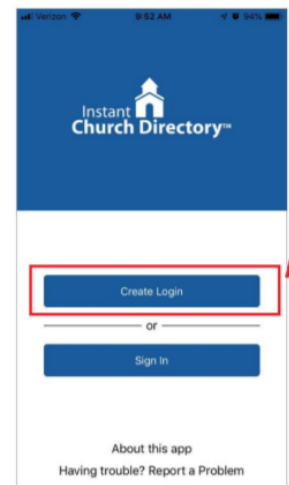 Verizon 9:52 AM 94%
Instant
Church Directory™
Create Login
or
Sign In
About this app
Having trouble? Report a Problem